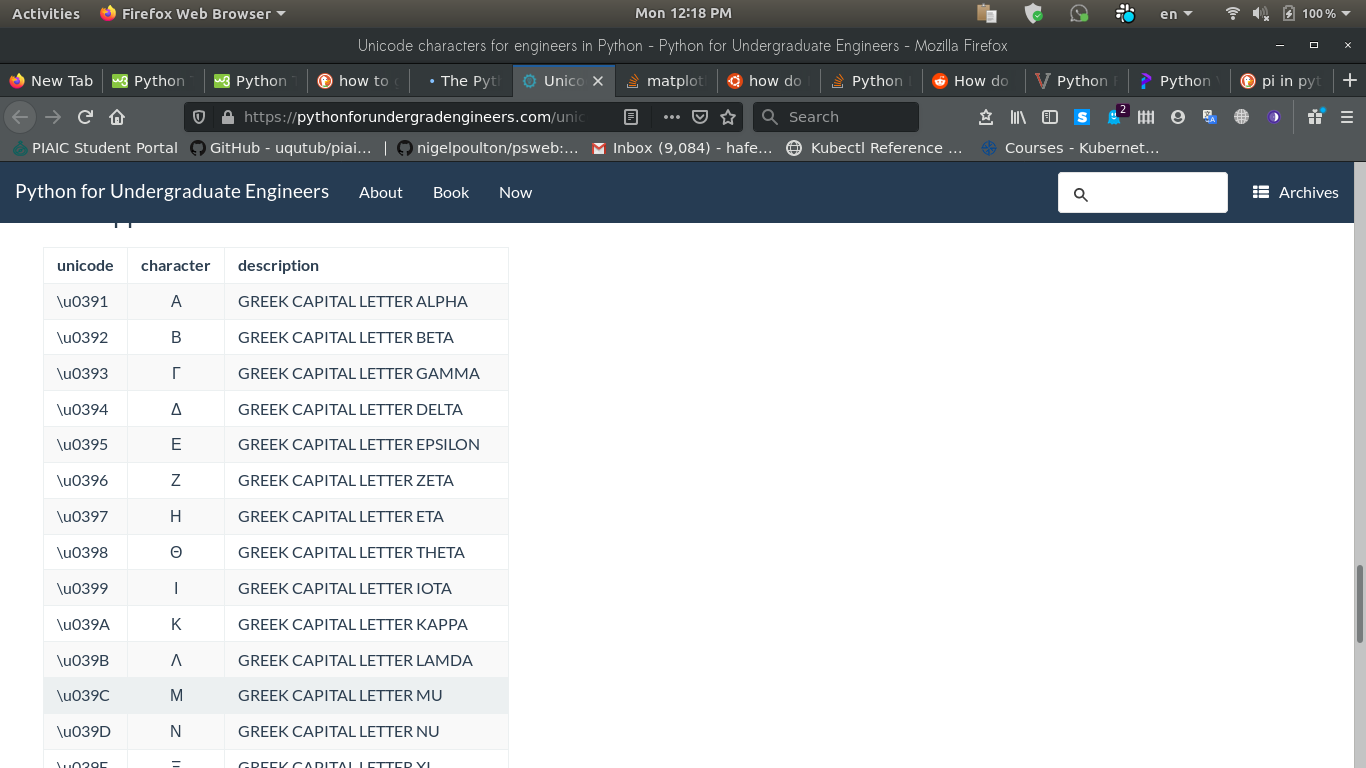 Activities Firefox Web Browser Mon 12:18 PM en 100%
Unicode characters for engineers in Python - Python for Undergraduate Engineers - Mozilla Firefox
New Tab Python Python how to The Pyt Unico matplot how do Python How do Python Python pi in pyt
https://pythonforundergradengineers.com/unic Search 2
PIAIC Student Portal GitHub - uqutub/piai... | nigelpoulton/psweb:... Inbox (9,084) - hafe... Kubectl Reference ... Courses - Kubernet...
Python for Undergraduate Engineers About Book Now Archives
unicode character description
\u0391 Α GREEK CAPITAL LETTER ALPHA
\u0392 Β GREEK CAPITAL LETTER BETA
\u0393 Γ GREEK CAPITAL LETTER GAMMA
\u0394 Δ GREEK CAPITAL LETTER DELTA
\u0395 Ε GREEK CAPITAL LETTER EPSILON
\u0396 Ζ GREEK CAPITAL LETTER ZETA
\u0397 Η GREEK CAPITAL LETTER ETA
\u0398 Θ GREEK CAPITAL LETTER THETA
\u0399 Ι GREEK CAPITAL LETTER IOTA
\u039A Κ GREEK CAPITAL LETTER KAPPA
\u039B Λ GREEK CAPITAL LETTER LAMDA
\u039C Μ GREEK CAPITAL LETTER MU
\u039D Ν GREEK CAPITAL LETTER NU
\u039E Ξ GREEK CAPITAL LETTER XI